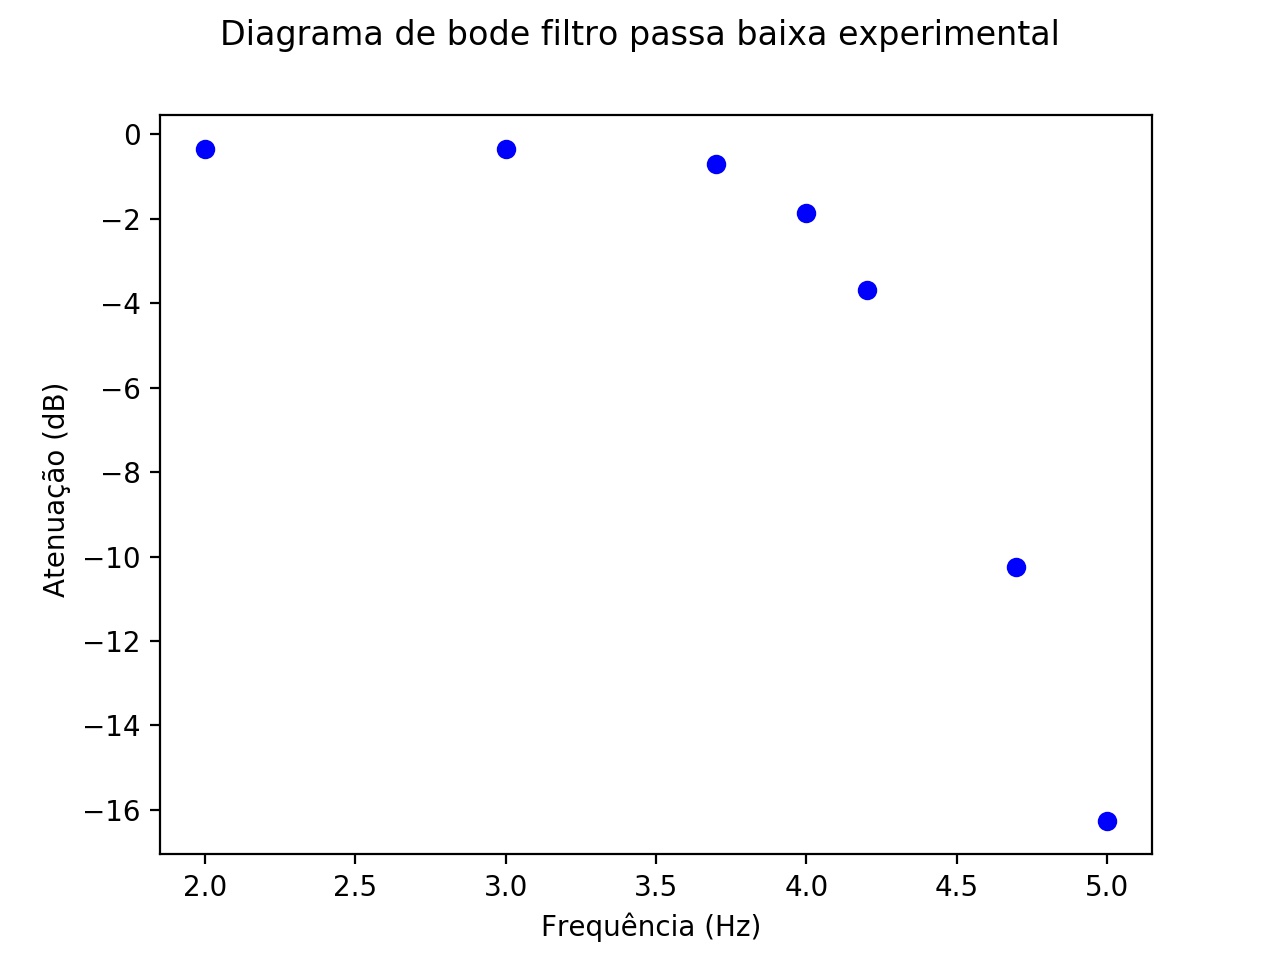 Diagrama de bode filtro passa baixa experimental
0
−2
−4
−6
−8
−10
−12
−14
−16
Atenuação (dB)
2.0 2.5 3.0 3.5 4.0 4.5 5.0
Frequência (Hz)